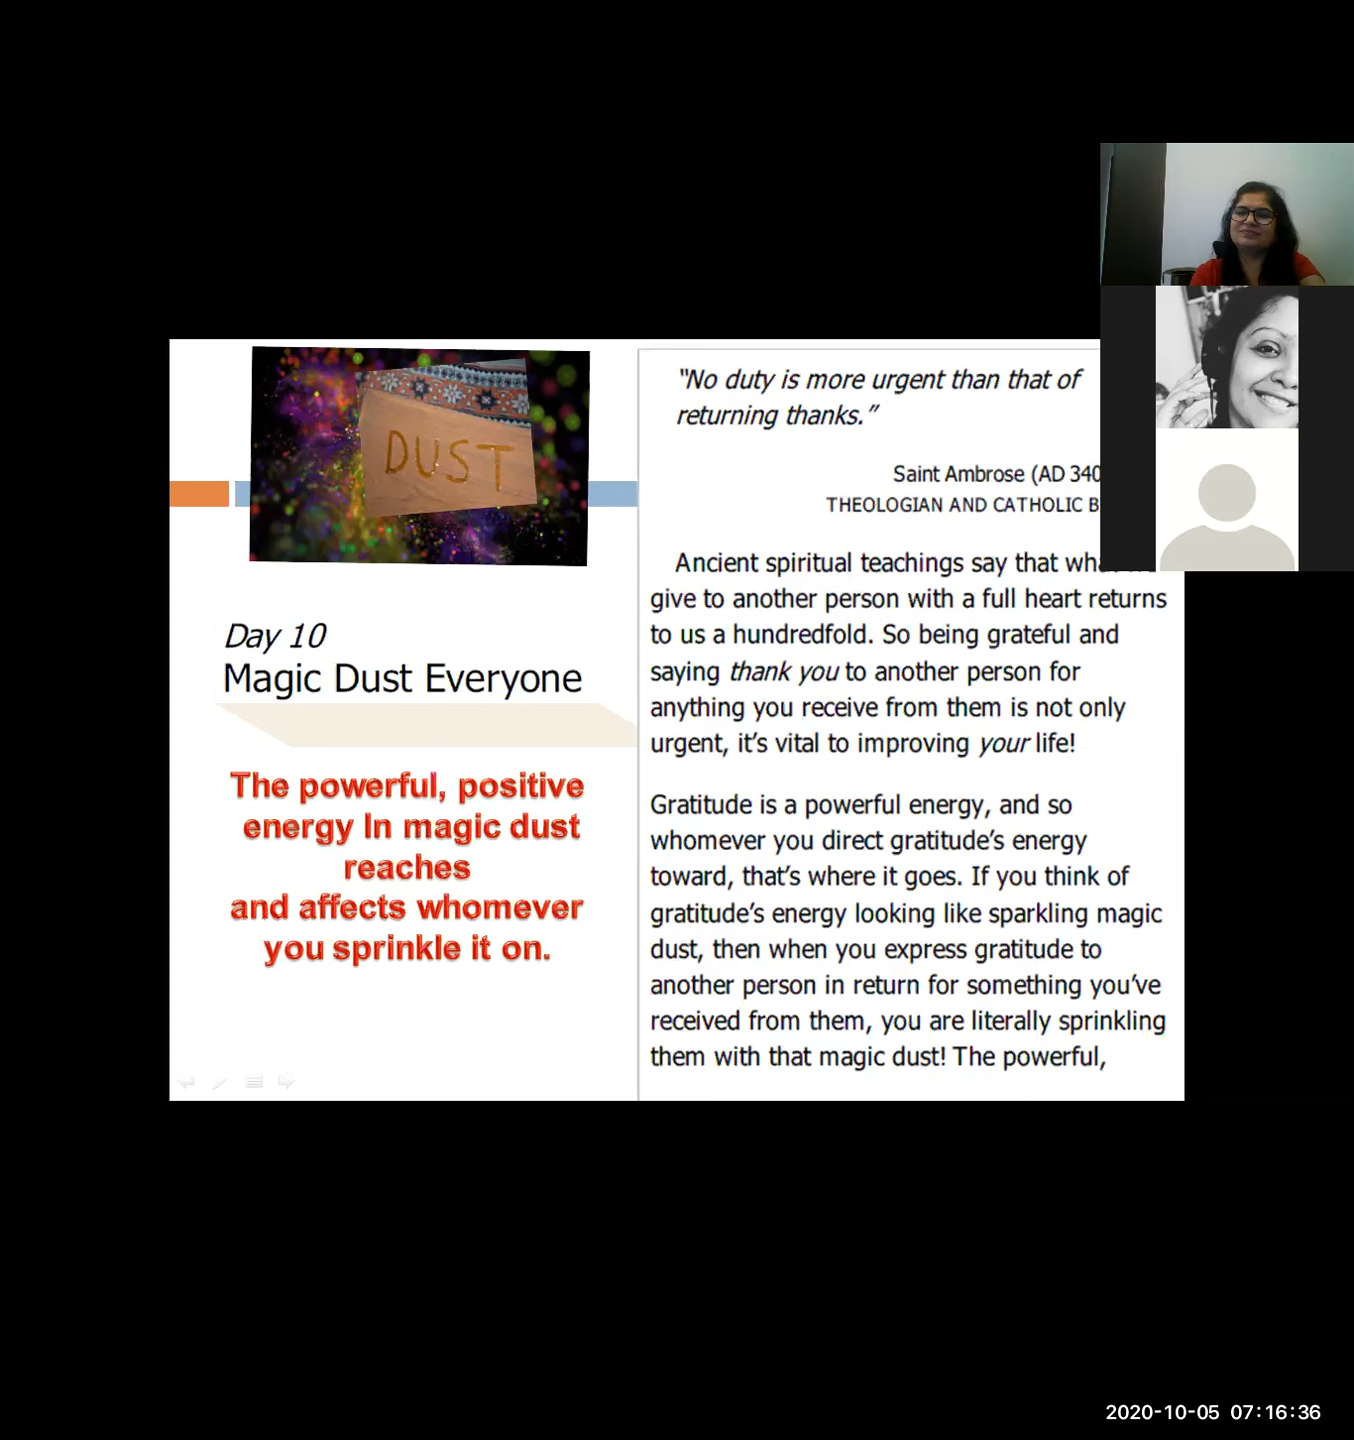 DUST
Day 10
Magic Dust Everyone
The powerful, positive
energy In magic dust
reaches
and affects whomever
you sprinkle it on.
“No duty is more urgent than that of
returning thanks.”
Saint Ambrose (AD 340
THEOLOGIAN AND CATHOLIC B
Ancient spiritual teachings say that
give to another person with a full heart returns
to us a hundredfold. So being grateful and
saying thank you to another person for
anything you receive from them is not only
urgent, it’s vital to improving your life!
Gratitude is a powerful energy, and so
whomever you direct gratitude’s energy
toward, that’s where it goes. If you think of
gratitude’s energy looking like sparkling magic
dust, then when you express gratitude to
another person in return for something you’ve
received from them, you are literally sprinkling
them with that magic dust! The powerful,
2020-10-05 07:16:36